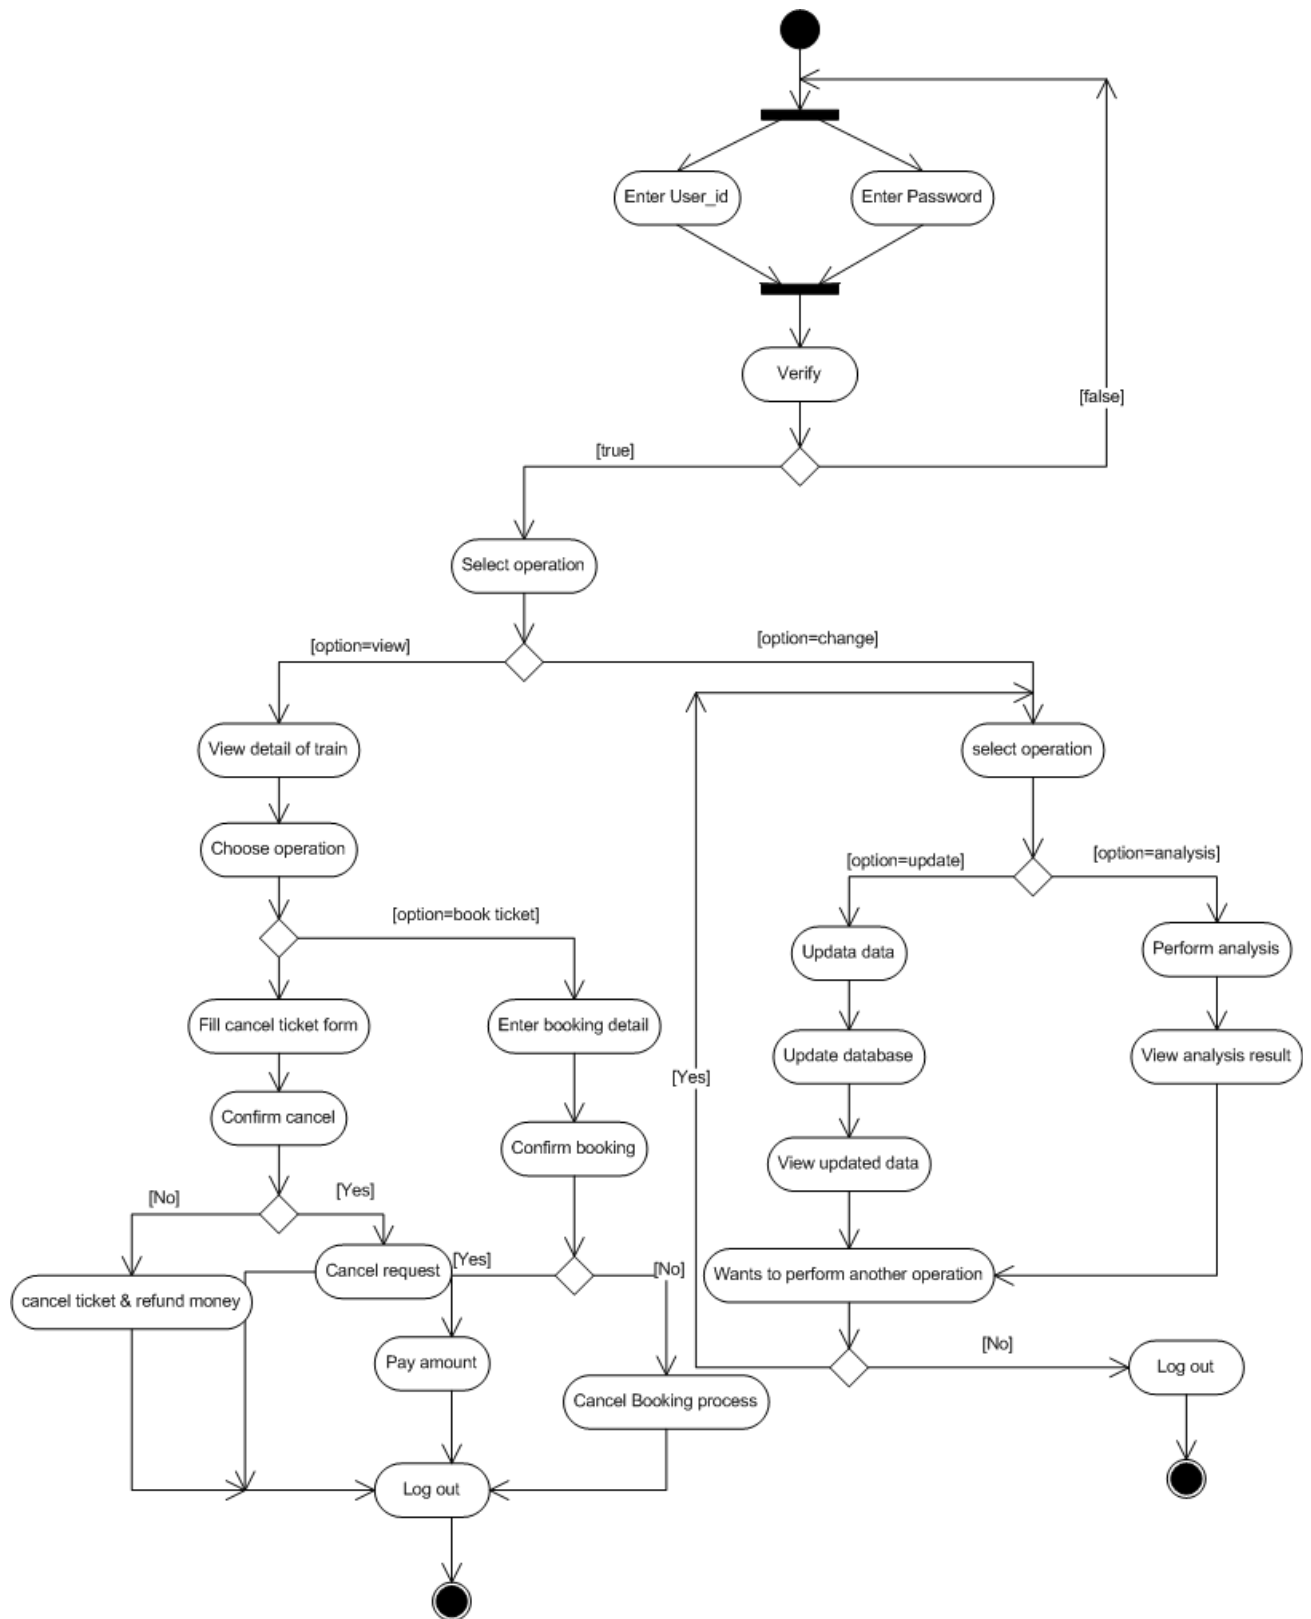 Enter User_id
Enter Password
Verify
[false]
[true]
Select operation
[option=view]
[option=change]
View detail of train
select operation
Choose operation
[option=update]
[option=analysis]
[option=book ticket]
Updata data
Perform analysis
Fill cancel ticket form
Enter booking detail
Update database
View analysis result
[Yes]
Confirm cancel
Confirm booking
View updated data
[No]
[Yes]
Cancel request
[Yes]
[No]
Wants to perform another operation
cancel ticket & refund money
[No]
Pay amount
Log out
Cancel Booking process
Log out